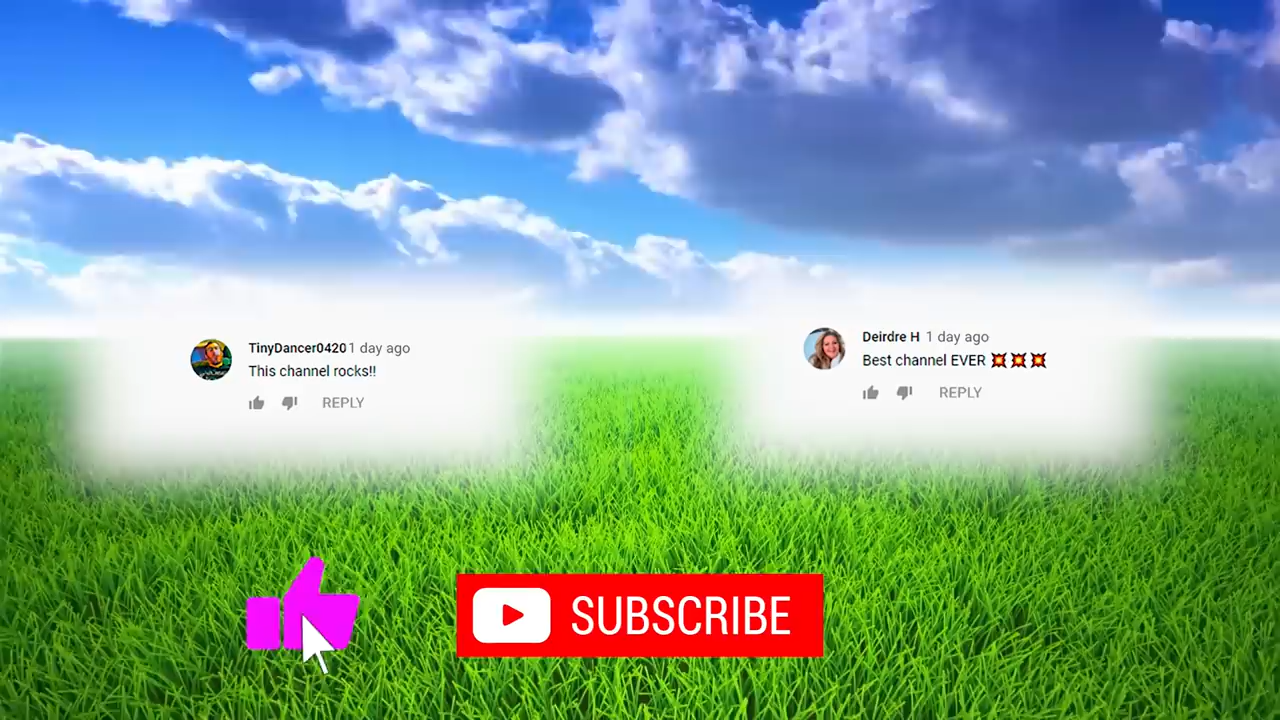 TinyDancer0420 1 day ago
This channel rocks!!
REPLY
Deirdre H 1 day ago
Best channel EVER 💥💥💥
REPLY
SUBSCRIBE